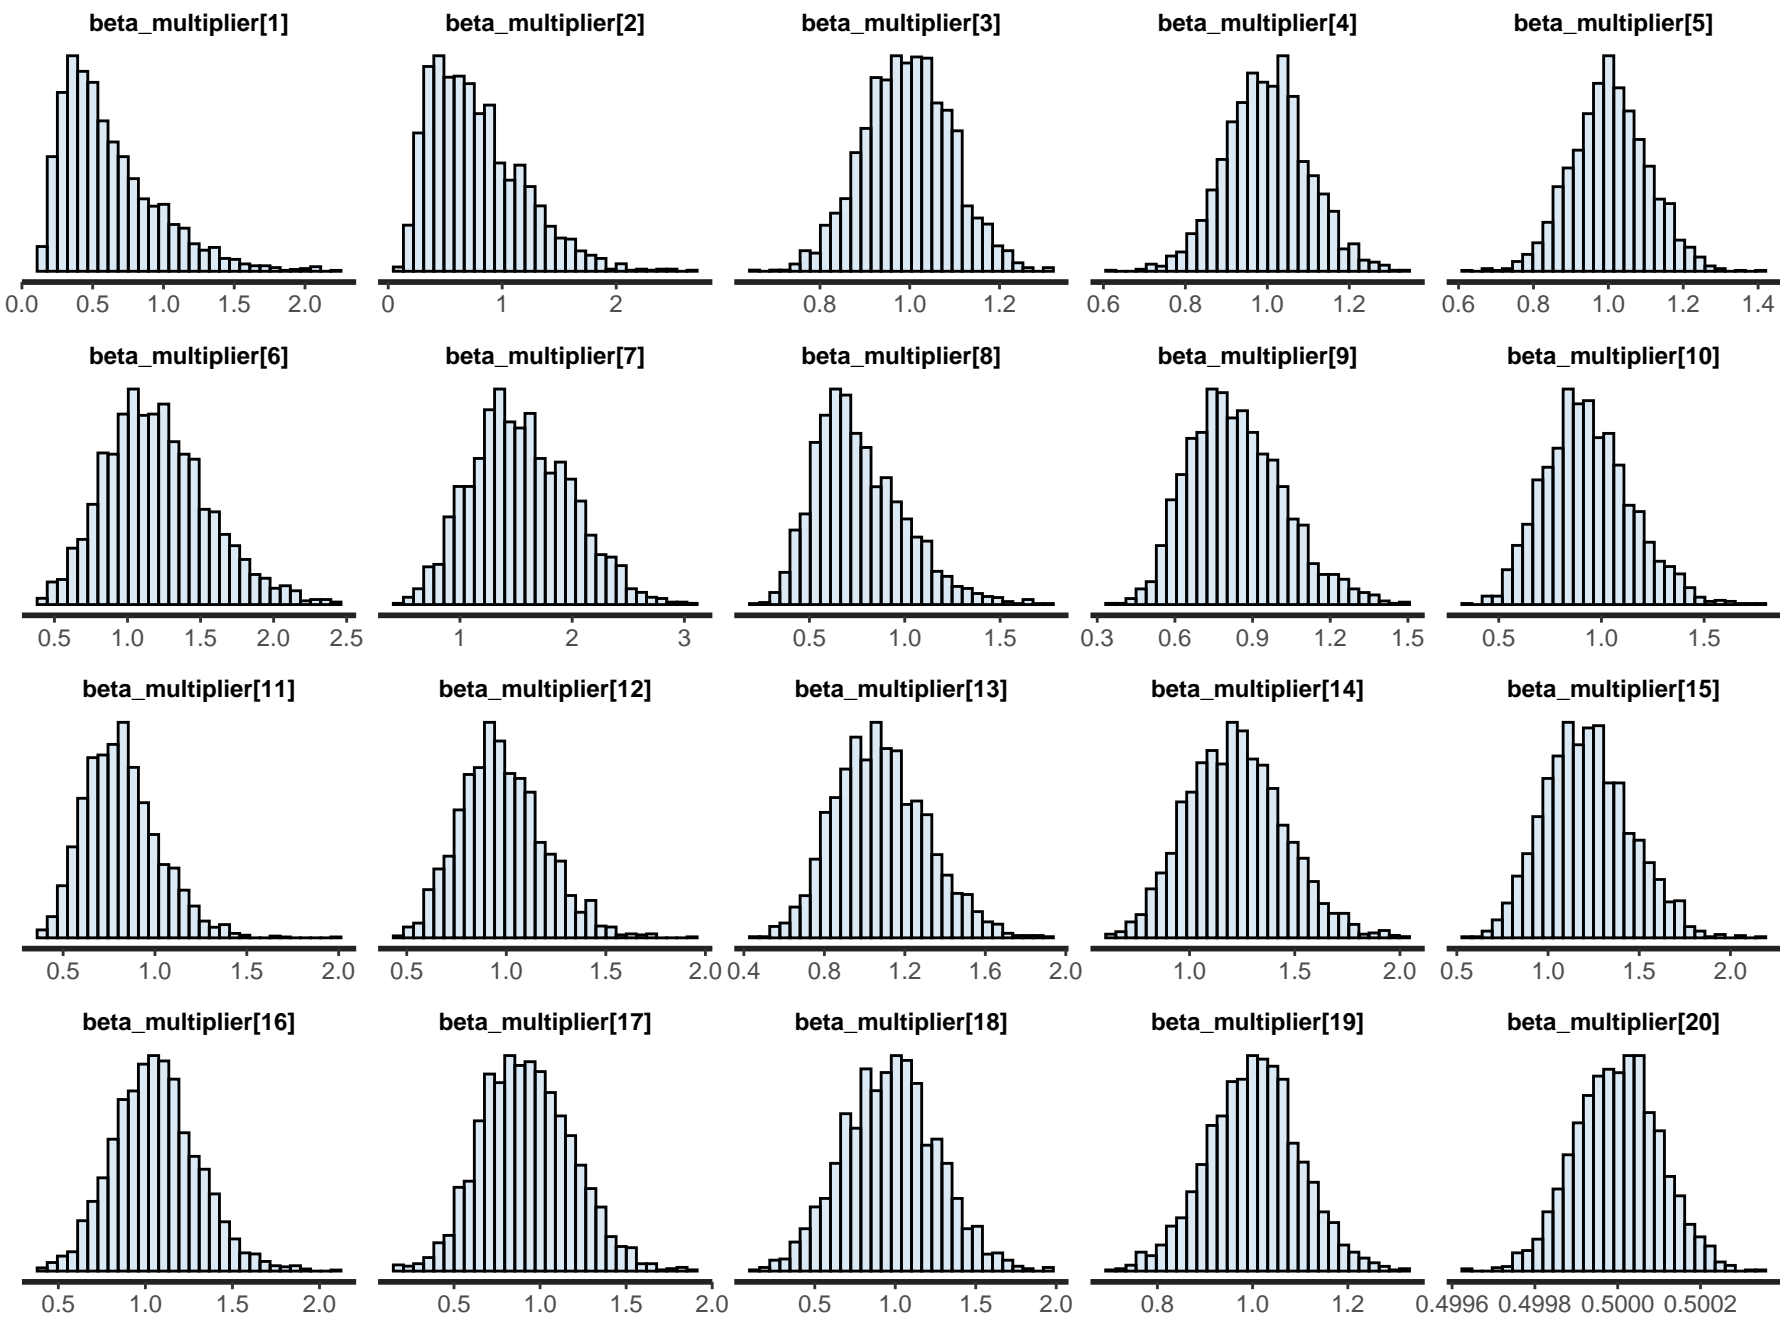 beta_multiplier[1] beta_multiplier[2] beta_multiplier[3] beta_multiplier[4] beta_multiplier[5]
0.0 0.5 1.0 1.5 2.0 0 1 2 0.8 1.0 1.2 0.6 0.8 1.0 1.2 0.6 0.8 1.0 1.2 1.4
beta_multiplier[6] beta_multiplier[7] beta_multiplier[8] beta_multiplier[9] beta_multiplier[10]
0.5 1.0 1.5 2.0 2.5 1 2 3 0.5 1.0 1.5 0.3 0.6 0.9 1.2 1.5 0.5 1.0 1.5
beta_multiplier[11] beta_multiplier[12] beta_multiplier[13] beta_multiplier[14] beta_multiplier[15]
0.5 1.0 1.5 2.0 0.5 1.0 1.5 2.0 0.4 0.8 1.2 1.6 2.0 1.0 1.5 2.0 0.5 1.0 1.5 2.0
beta_multiplier[16] beta_multiplier[17] beta_multiplier[18] beta_multiplier[19] beta_multiplier[20]
0.5 1.0 1.5 2.0 0.5 1.0 1.5 2.0 0.5 1.0 1.5 2.0 0.8 1.0 1.2 0.4996 0.4998 0.5000 0.5002